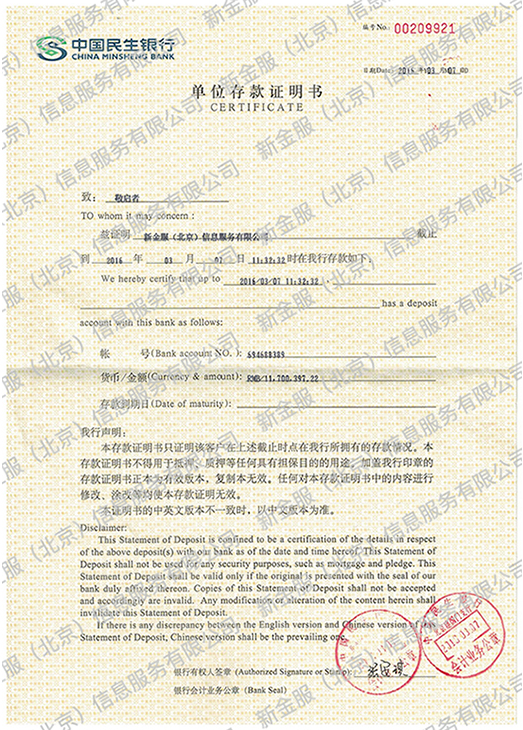 编号No: 00209921
中国民生银行
CHINA MINSHENG BANK
日期(Date): 2016 年 03 月 07 日
单位存款证明书
CERTIFICATE
致： 敬启者
TO whom it may concern :
兹证明 新金服（北京）信息服务有限公司 截止
到 2016 年 03 月 07 日 11:32:32时在我行存款如下：
We hereby certify that up to 2016/03/07 11:32:32 ,
has a deposit
account with this bank as follows:
帐 号(Bank account NO. ): 694688389
货币/金额(Currency & amount): RMB/11,700,397.22
存款到期日(Date of maturity):
我行声明：
本存款证明书只证明该客户在上述截止时点在我行所拥有的存款情况。本
存款证明书不得用于抵押、质押等任何具有担保目的的用途。加盖我行印章的
存款证明书正本为有效版本，复制本无效。任何对本存款证明书中的内容进行
修改、涂改等均使本存款证明无效。
本证明书的中英文版本不一致时，以中文版本为准。
Disclaimer:
This Statement of Deposit is confined to be a certification of the details in respect
of the above deposit(s) with our bank as of the date and time hereof. This Statement of
Deposit shall not be used for any security purposes, such as mortgage and pledge. This
Statement of Deposit shall be valid only if the original is presented with the seal of our
bank duly affixed thereon. Copies of this Statement of Deposit shall not be accepted
and accordingly are invalid. Any modifications or alteration of the content herein shall
invalidate this Statement of Deposit.
If there is any discrepancy between the English version and Chinese version of this
Statement of Deposit, Chinese version shall be the prevailing one.
银行有权人签章 (Authorized Signature or Stamp):
银行会计业务公章 (Bank Seal)
新金服（北京）信息服务有限公司